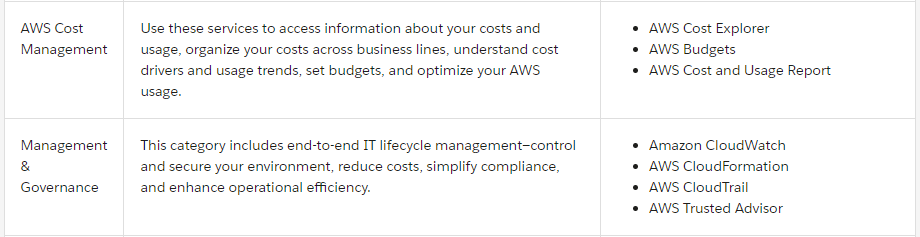 AWS Cost
Management
Use these services to access information about your costs and
usage, organize your costs across business lines, understand cost
drivers and usage trends, set budgets, and optimize your AWS
usage.
• AWS Cost Explorer
• AWS Budgets
• AWS Cost and Usage Report
Management
&
Governance
This category includes end-to-end IT lifecycle management—control
and secure your environment, reduce costs, simplify compliance,
and enhance operational efficiency.
• Amazon CloudWatch
• AWS CloudFormation
• AWS CloudTrail
• AWS Trusted Advisor